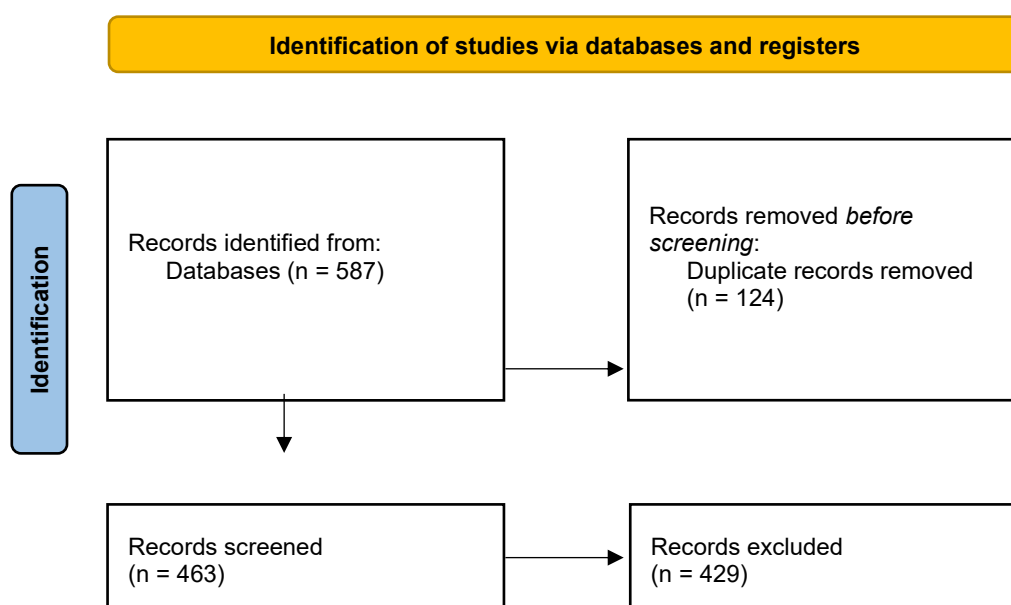 Identification of studies via databases and registers
Identification
Records identified from:
Databases (n = 587)
Records removed before
screening:
Duplicate records removed
(n = 124)
Records screened
(n = 463)
Records excluded
(n = 429)